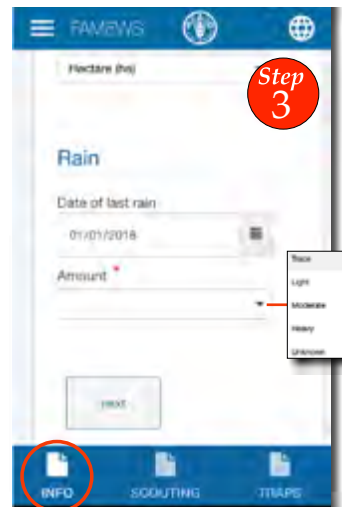 FAMEWS
Hectare (ha)
Step
3
Rain
Date of last rain
01/01/2018
Amount *
Trace
Light
Moderate
Heavy
Unknown
next
INFO SCOUTING TRAPS